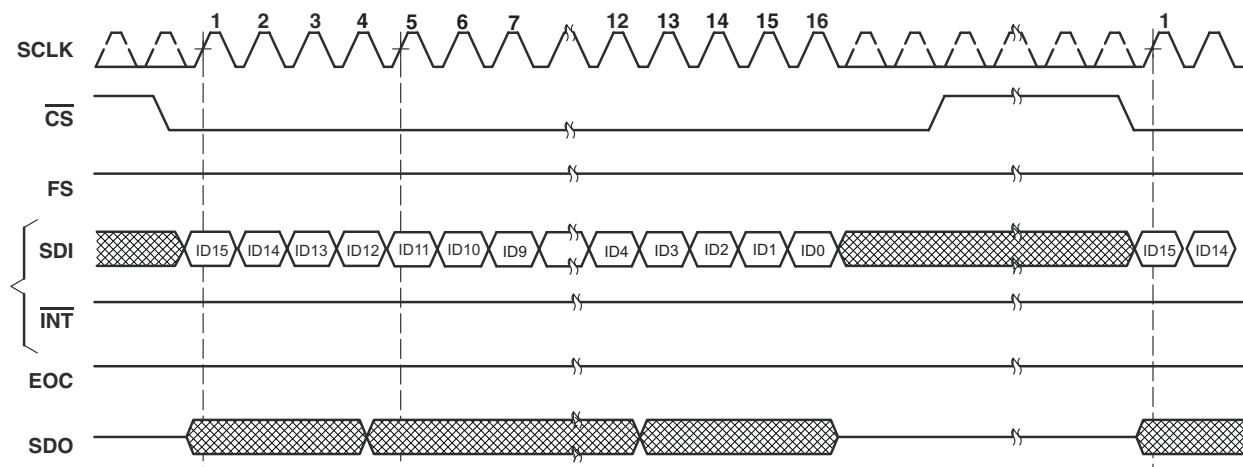 1 2 3 4 5 6 7 12 13 14 15 16 1
SCLK
CS
FS
SDI ID15 ID14 ID13 ID12 ID11 ID10 ID9 ID4 ID3 ID2 ID1 ID0 ID15 ID14
INT
EOC
SDO